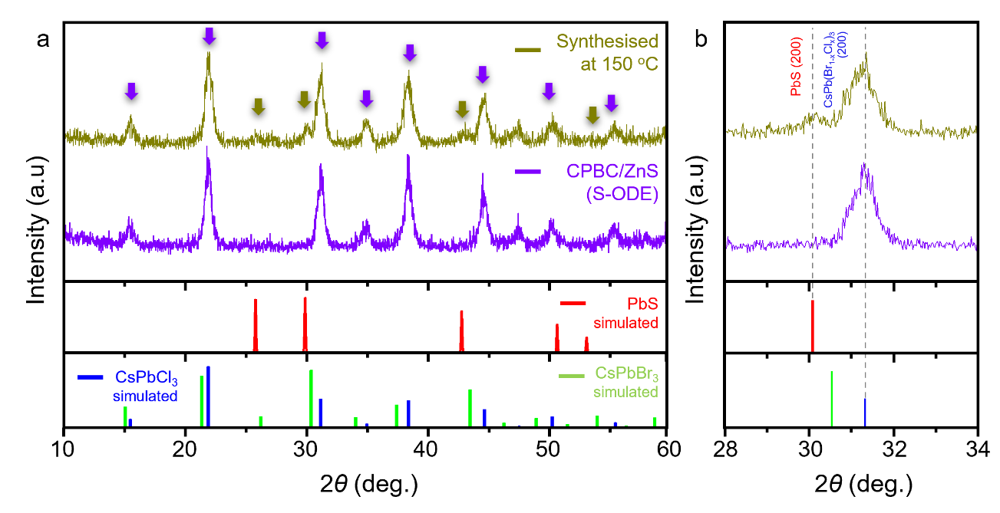 a
Synthesised
at 150 °C
CPBC/ZnS
(S-ODE)
Intensity (a.u)
PbS
simulated
CsPbCl3
simulated
CsPbBr3
simulated
10 20 30 40 50 60
2θ (deg.)
b
PbS (200)
CsPb(Br1-xClx)3
(200)
Intensity (a.u)
28 30 32 34
2θ (deg.)